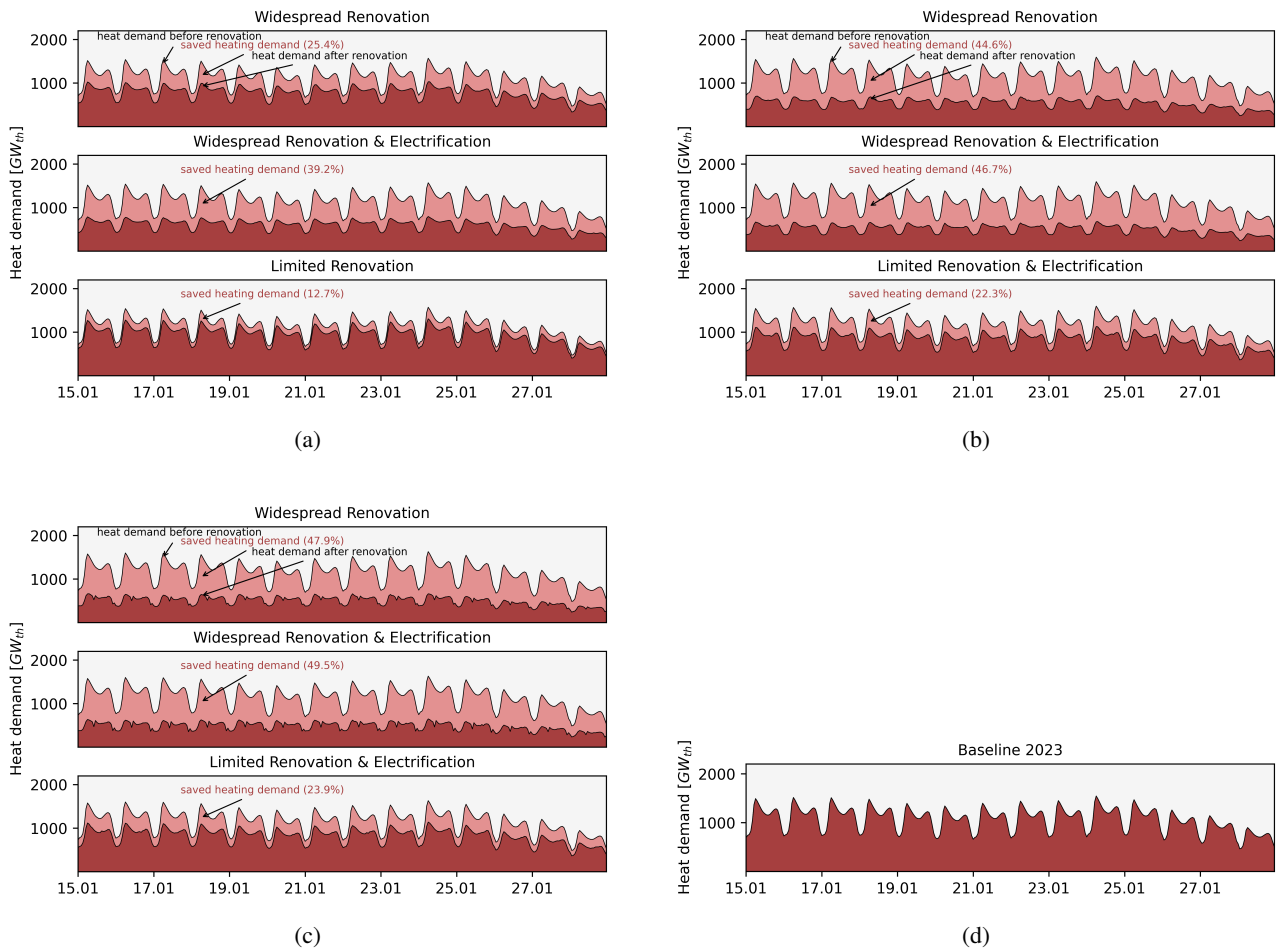 Widespread Renovation
heat demand before renovation
saved heating demand (25.4%)
heat demand after renovation
2000
1000
Widespread Renovation & Electrification
saved heating demand (39.2%)
2000
1000
Heat demand [GW_th]
Limited Renovation
saved heating demand (12.7%)
2000
1000
15.01 17.01 19.01 21.01 23.01 25.01 27.01
(a)
Widespread Renovation
heat demand before renovation
saved heating demand (44.6%)
heat demand after renovation
2000
1000
Widespread Renovation & Electrification
saved heating demand (46.7%)
2000
1000
Heat demand [GW_th]
Limited Renovation & Electrification
saved heating demand (22.3%)
2000
1000
15.01 17.01 19.01 21.01 23.01 25.01 27.01
(b)
Widespread Renovation
heat demand before renovation
saved heating demand (47.9%)
heat demand after renovation
2000
1000
Widespread Renovation & Electrification
saved heating demand (49.5%)
2000
1000
Heat demand [GW_th]
Limited Renovation & Electrification
saved heating demand (23.9%)
2000
1000
15.01 17.01 19.01 21.01 23.01 25.01 27.01
(c)
Baseline 2023
2000
1000
Heat demand [GW_th]
15.01 17.01 19.01 21.01 23.01 25.01 27.01
(d)